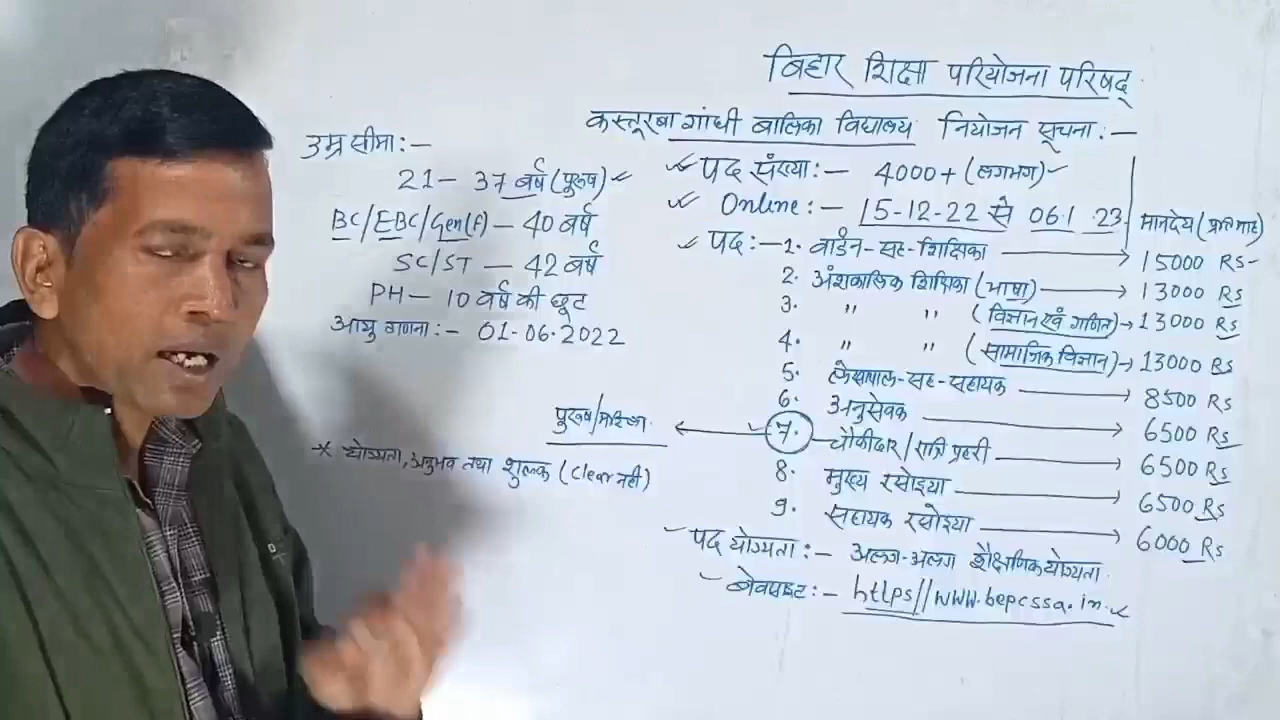 बिहार शिक्षा परियोजना परिषद्
कस्तूरबा गांधी बालिका विद्यालय नियोजन सूचना :—
उम्र सीमा :—
21 — 37 वर्ष (पुरूष)
BC/EBC/Gen(F) — 40 वर्ष
SC/ST — 42 वर्ष
PH — 10 वर्ष की छूट
आयु गणना :- 01.06.2022
पुरूष/महिला
* योग्यता, अनुभव तथा शुल्क (clear नहीं)
पद संख्या :— 4000+ (लगभग)
Online :— 15-12-22 से 06.1.23
मानदेय (प्रति माह)
पद :— 1. वार्डन-सह-शिक्षिका 15000 RS
2. अंशकालिक शिक्षिका (भाषा) → 13000 RS
3. " " (विज्ञान एवं गणित) → 13000 RS
4. " " (सामाजिक विज्ञान) → 13000 RS
5. लेखापाल-सह-सहायक → 8500 RS
6. अनुसेवक → 6500 RS
7. चौकीदार/रात्रि प्रहरी → 6500 RS
8. मुख्य रसोइया → 6500 RS
9. सहायक रसोइया → 6000 RS
पद योग्यता :— अलग-अलग शैक्षणिक योग्यता
वेबसाइट :— https//www.bepcssa.in